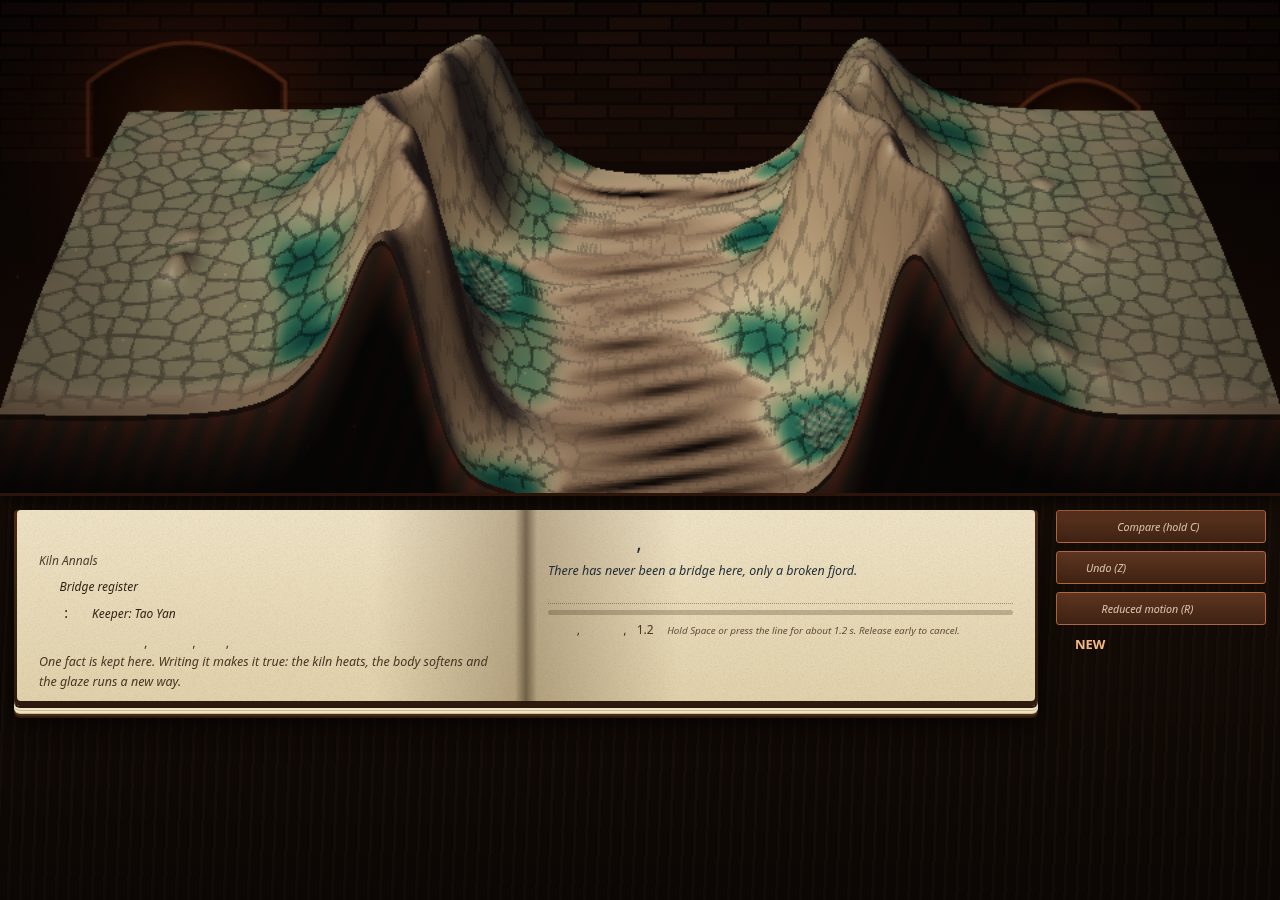 Kiln Annals
Bridge register
: Keeper: Tao Yan
, , ,
One fact is kept here. Writing it makes it true: the kiln heats, the body softens and
the glaze runs a new way.
,
There has never been a bridge here, only a broken fjord.
, , 1.2 Hold Space or press the line for about 1.2 s. Release early to cancel.
Compare (hold C)
Undo (Z)
Reduced motion (R)
NEW